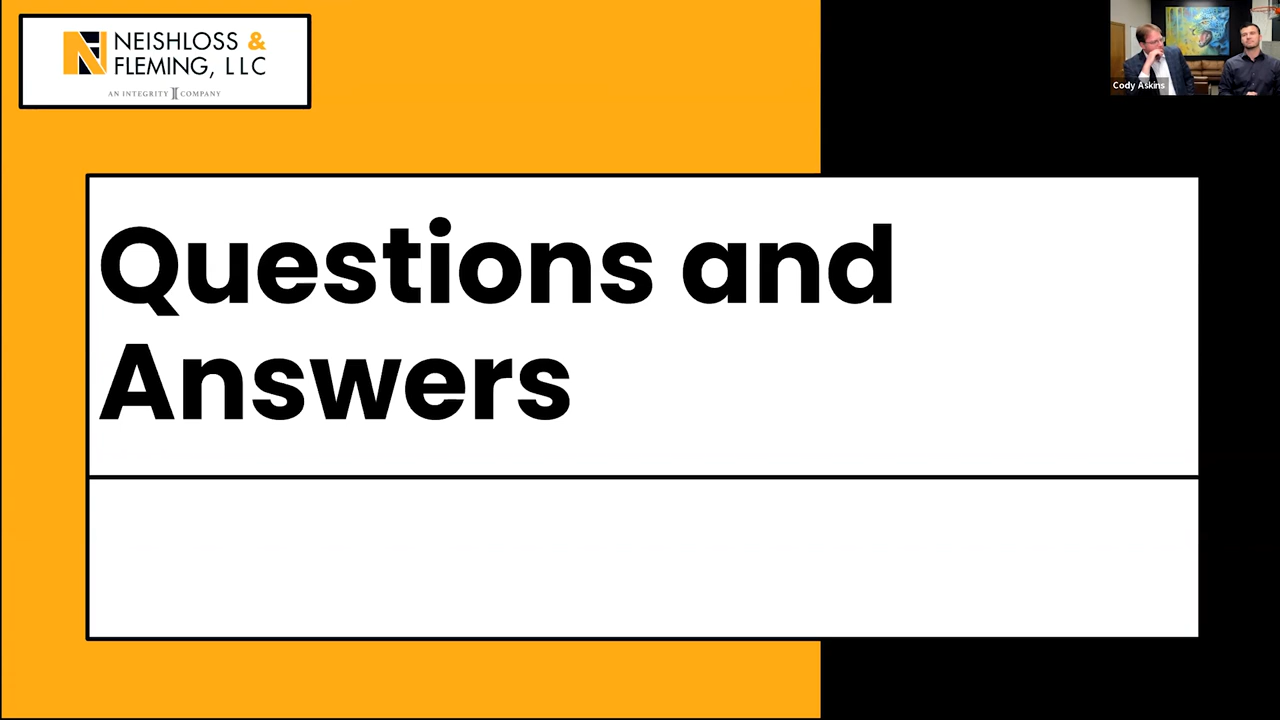 NEISHLOSS &
FLEMING, LLC
AN INTEGRITY COMPANY
Cody Askins
Questions and
Answers